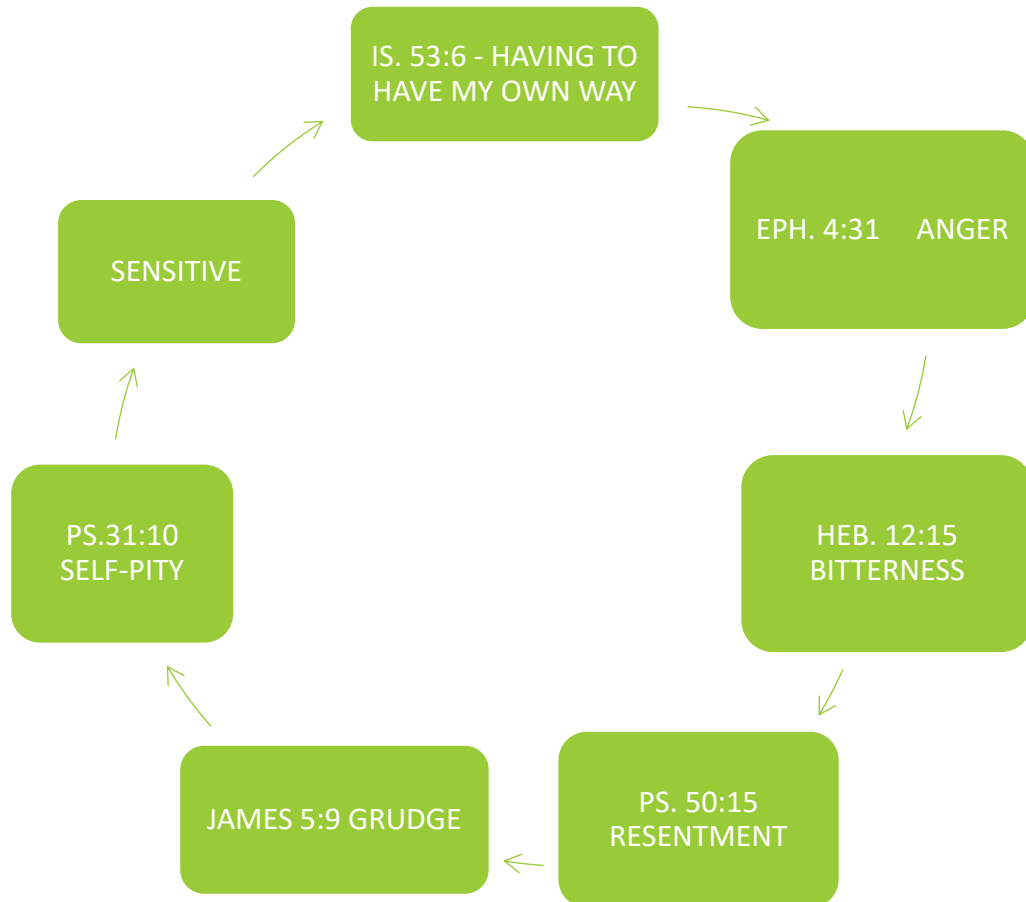 IS. 53:6 - HAVING TO
HAVE MY OWN WAY
EPH. 4:31 ANGER
HEB. 12:15
BITTERNESS
PS. 50:15
RESENTMENT
JAMES 5:9 GRUDGE
PS.31:10
SELF-PITY
SENSITIVE